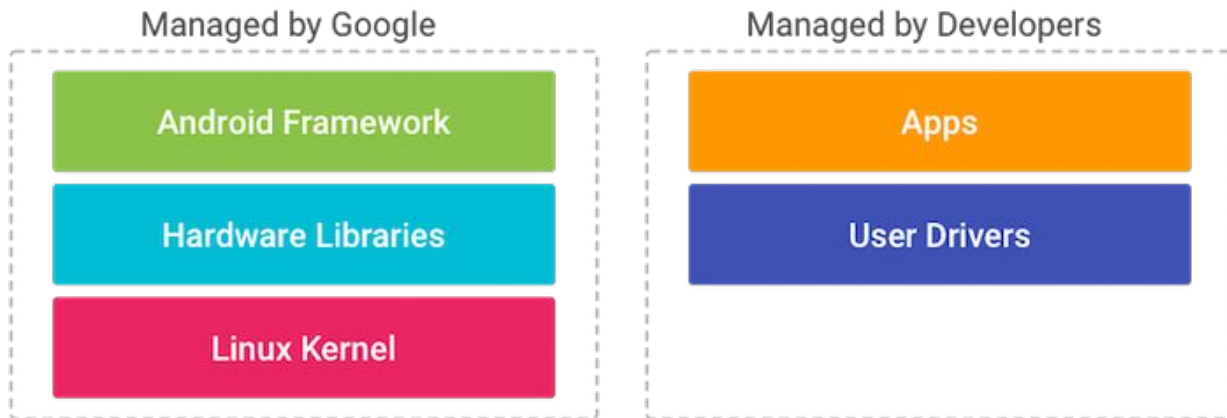 Managed by Google
Android Framework
Hardware Libraries
Linux Kernel
Managed by Developers
Apps
User Drivers